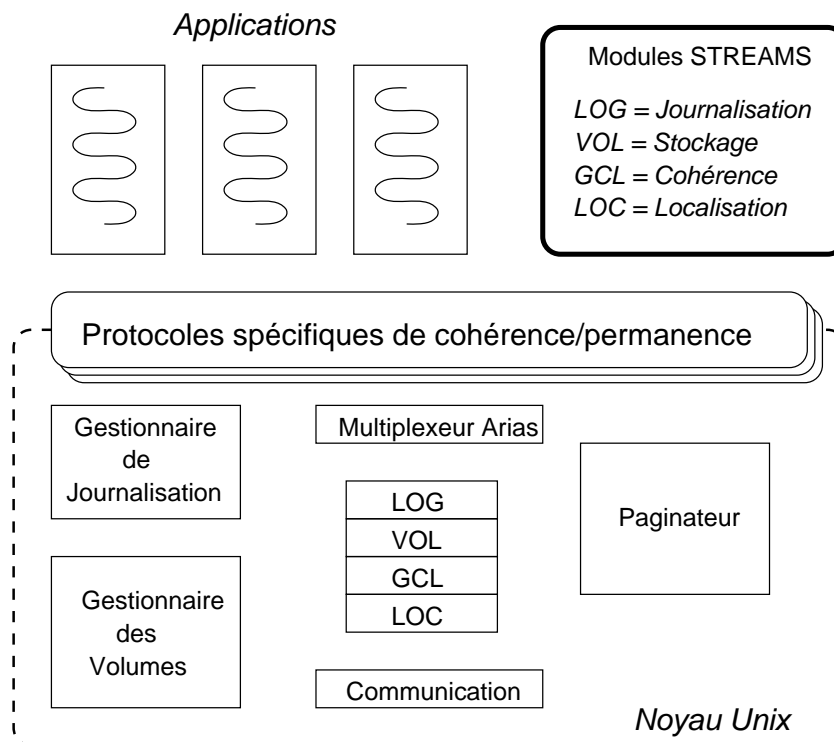 Applications
Modules STREAMS
LOG = Journalisation
VOL = Stockage
GCL = Cohérence
LOC = Localisation
Protocoles spécifiques de cohérence/permanence
Gestionnaire
de
Journalisation
Multiplexeur Arias
LOG
VOL
GCL
LOC
Paginateur
Gestionnaire
des
Volumes
Communication
Noyau Unix